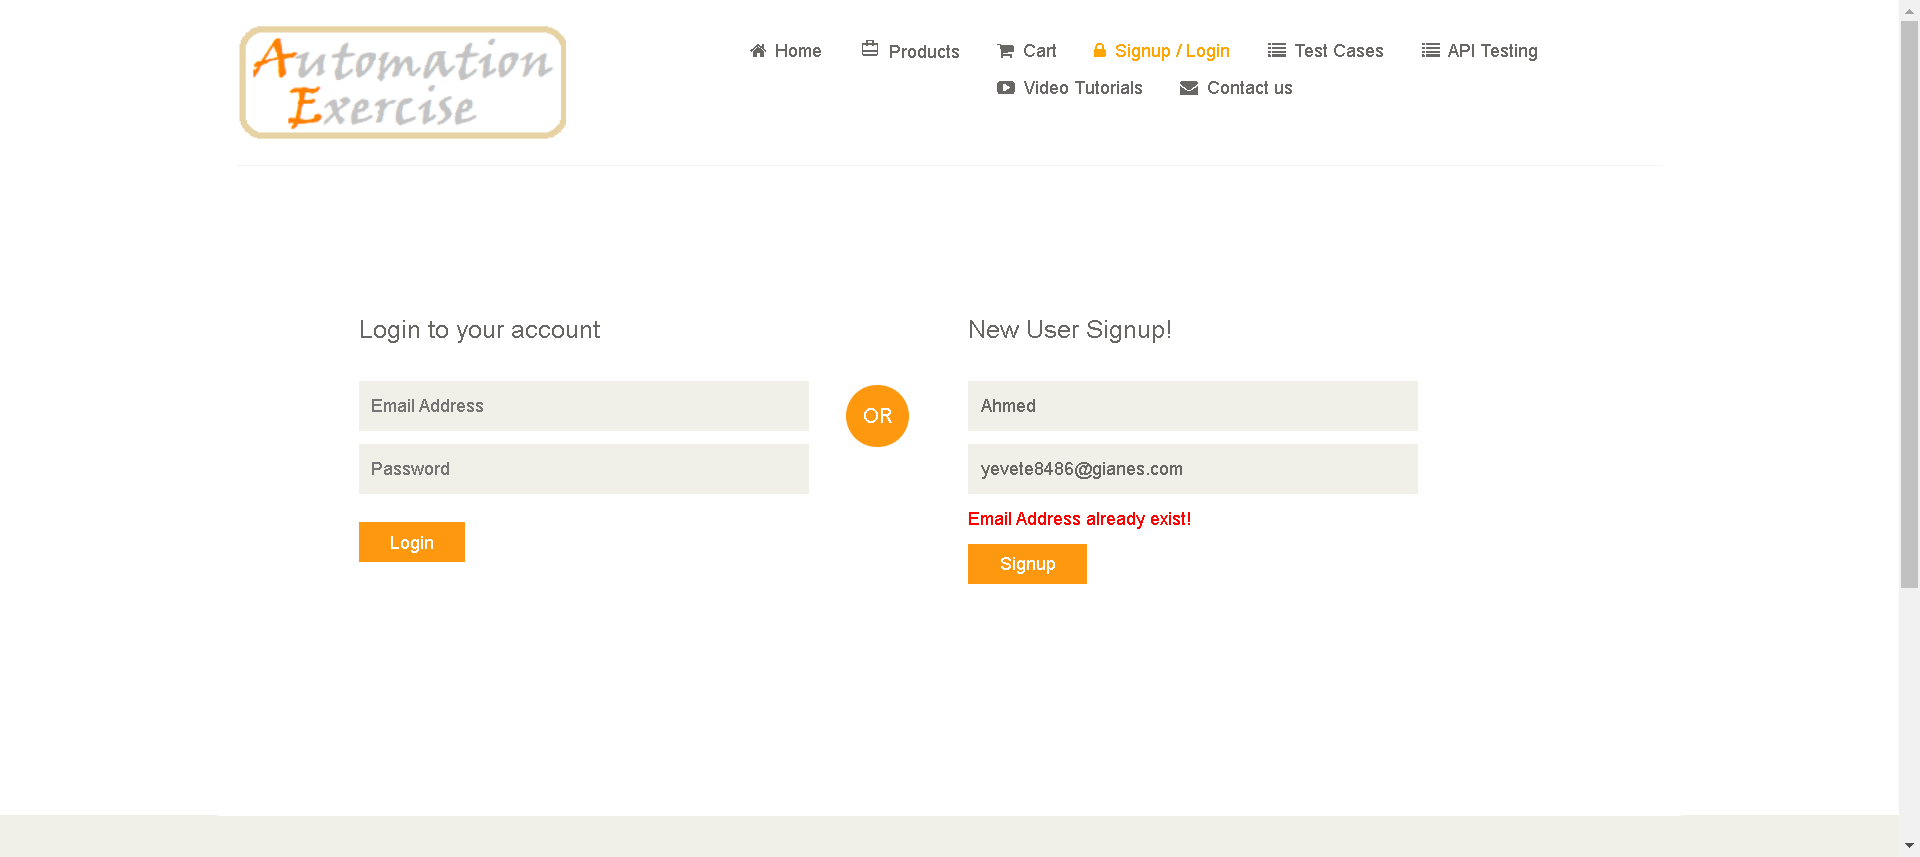 Automation
Exercise
Home
Products
Cart
Signup / Login
Test Cases
API Testing
Video Tutorials
Contact us
Login to your account
Email Address
Password
Login
OR
New User Signup!
Ahmed
yevete8486@gianes.com
Email Address already exist!
Signup